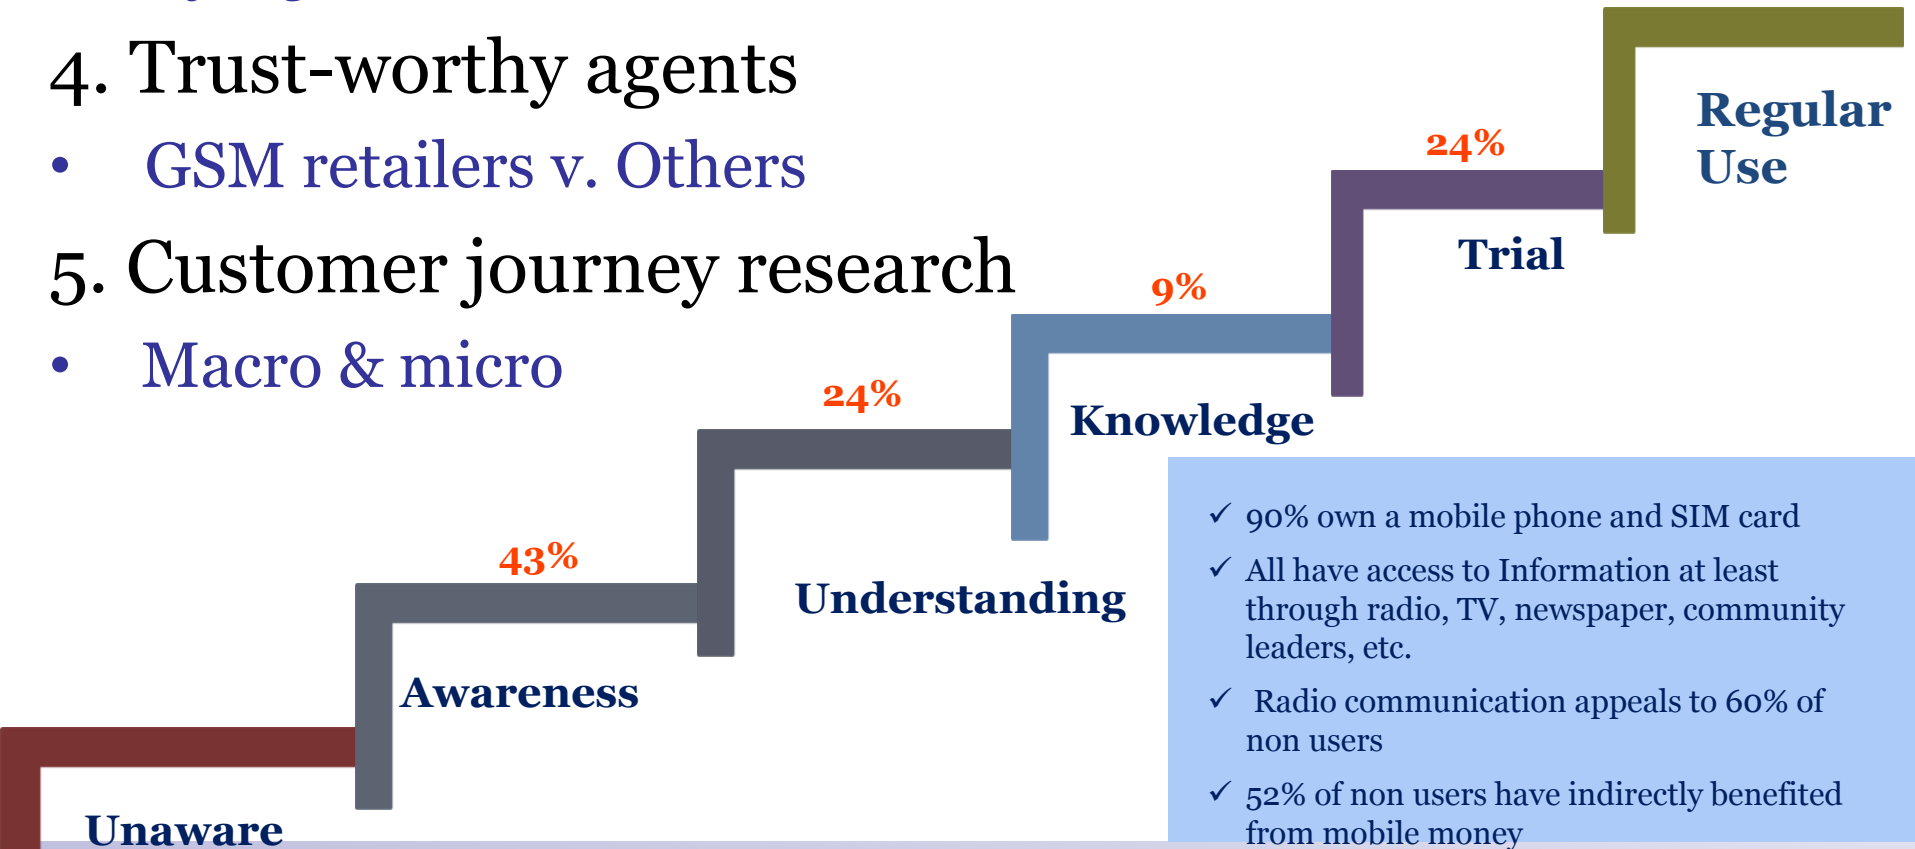 4. Trust-worthy agents
• GSM retailers v. Others
5. Customer journey research
• Macro & micro
Regular
Use
24%
Trial
9%
Knowledge
24%
Understanding
43%
Awareness
Unaware
✓ 90% own a mobile phone and SIM card
✓ All have access to Information at least
through radio, TV, newspaper, community
leaders, etc.
✓ Radio communication appeals to 60% of
non users
✓ 52% of non users have indirectly benefited
from mobile money